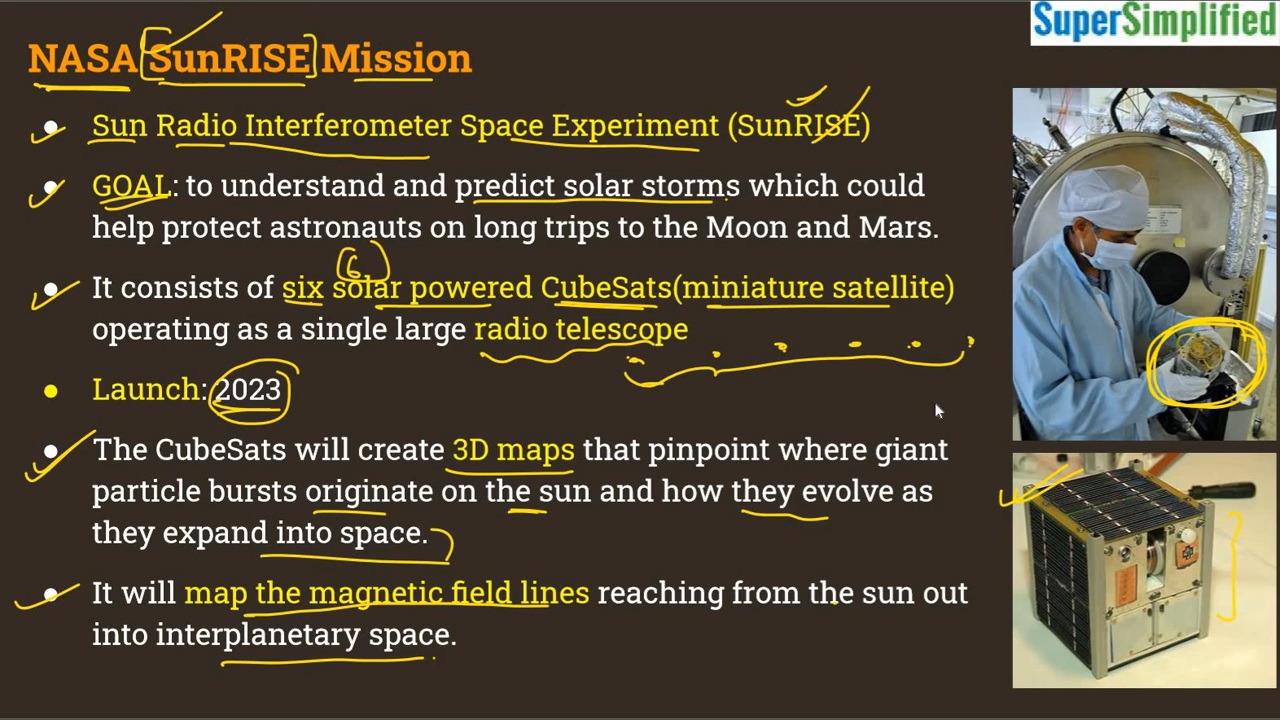 SuperSimplified
NASA SunRISE Mission
● Sun Radio Interferometer Space Experiment (SunRISE)
● GOAL: to understand and predict solar storms which could
help protect astronauts on long trips to the Moon and Mars.
6
● It consists of six solar powered CubeSats(miniature satellite)
operating as a single large radio telescope
● Launch: 2023
● The CubeSats will create 3D maps that pinpoint where giant
particle bursts originate on the sun and how they evolve as
they expand into space.
● It will map the magnetic field lines reaching from the sun out
into interplanetary space.